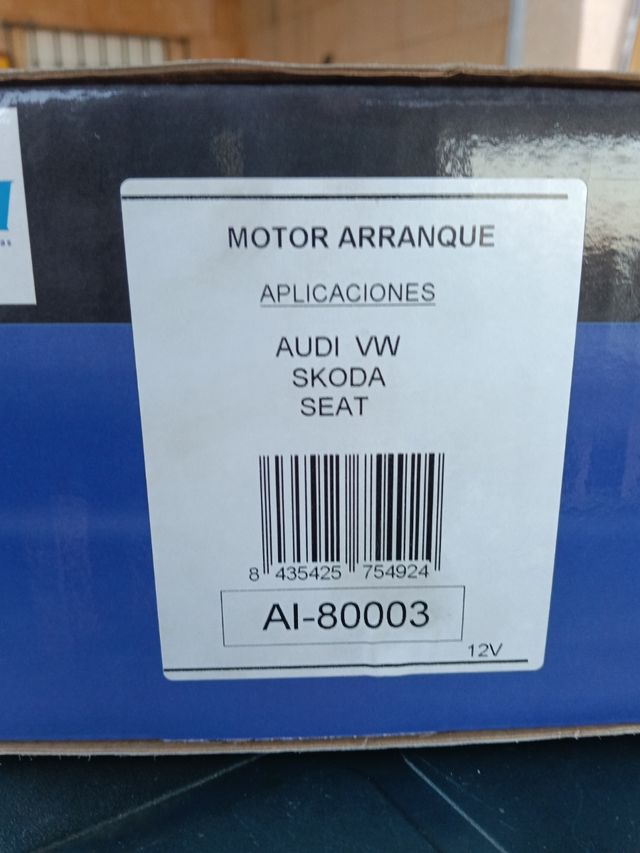 MOTOR ARRANQUE
APLICACIONES
AUDI VW
SKODA
SEAT
8 435425 754924
AI-80003
12V